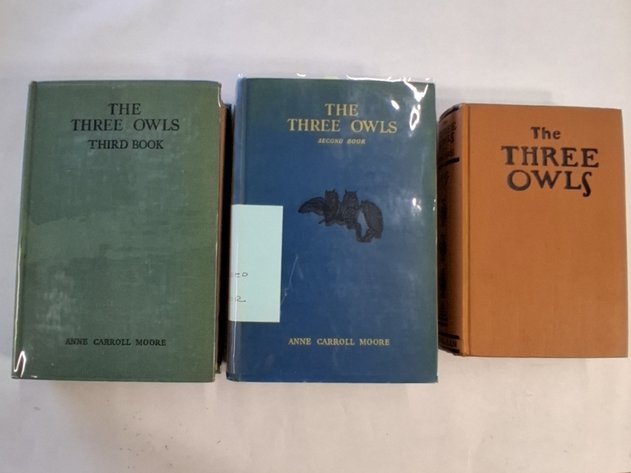 THE
THREE OWLS
THIRD BOOK
ANNE CARROLL MOORE
THE
THREE OWLS
SECOND BOOK
ANNE CARROLL MOORE
The
THREE
OWLS